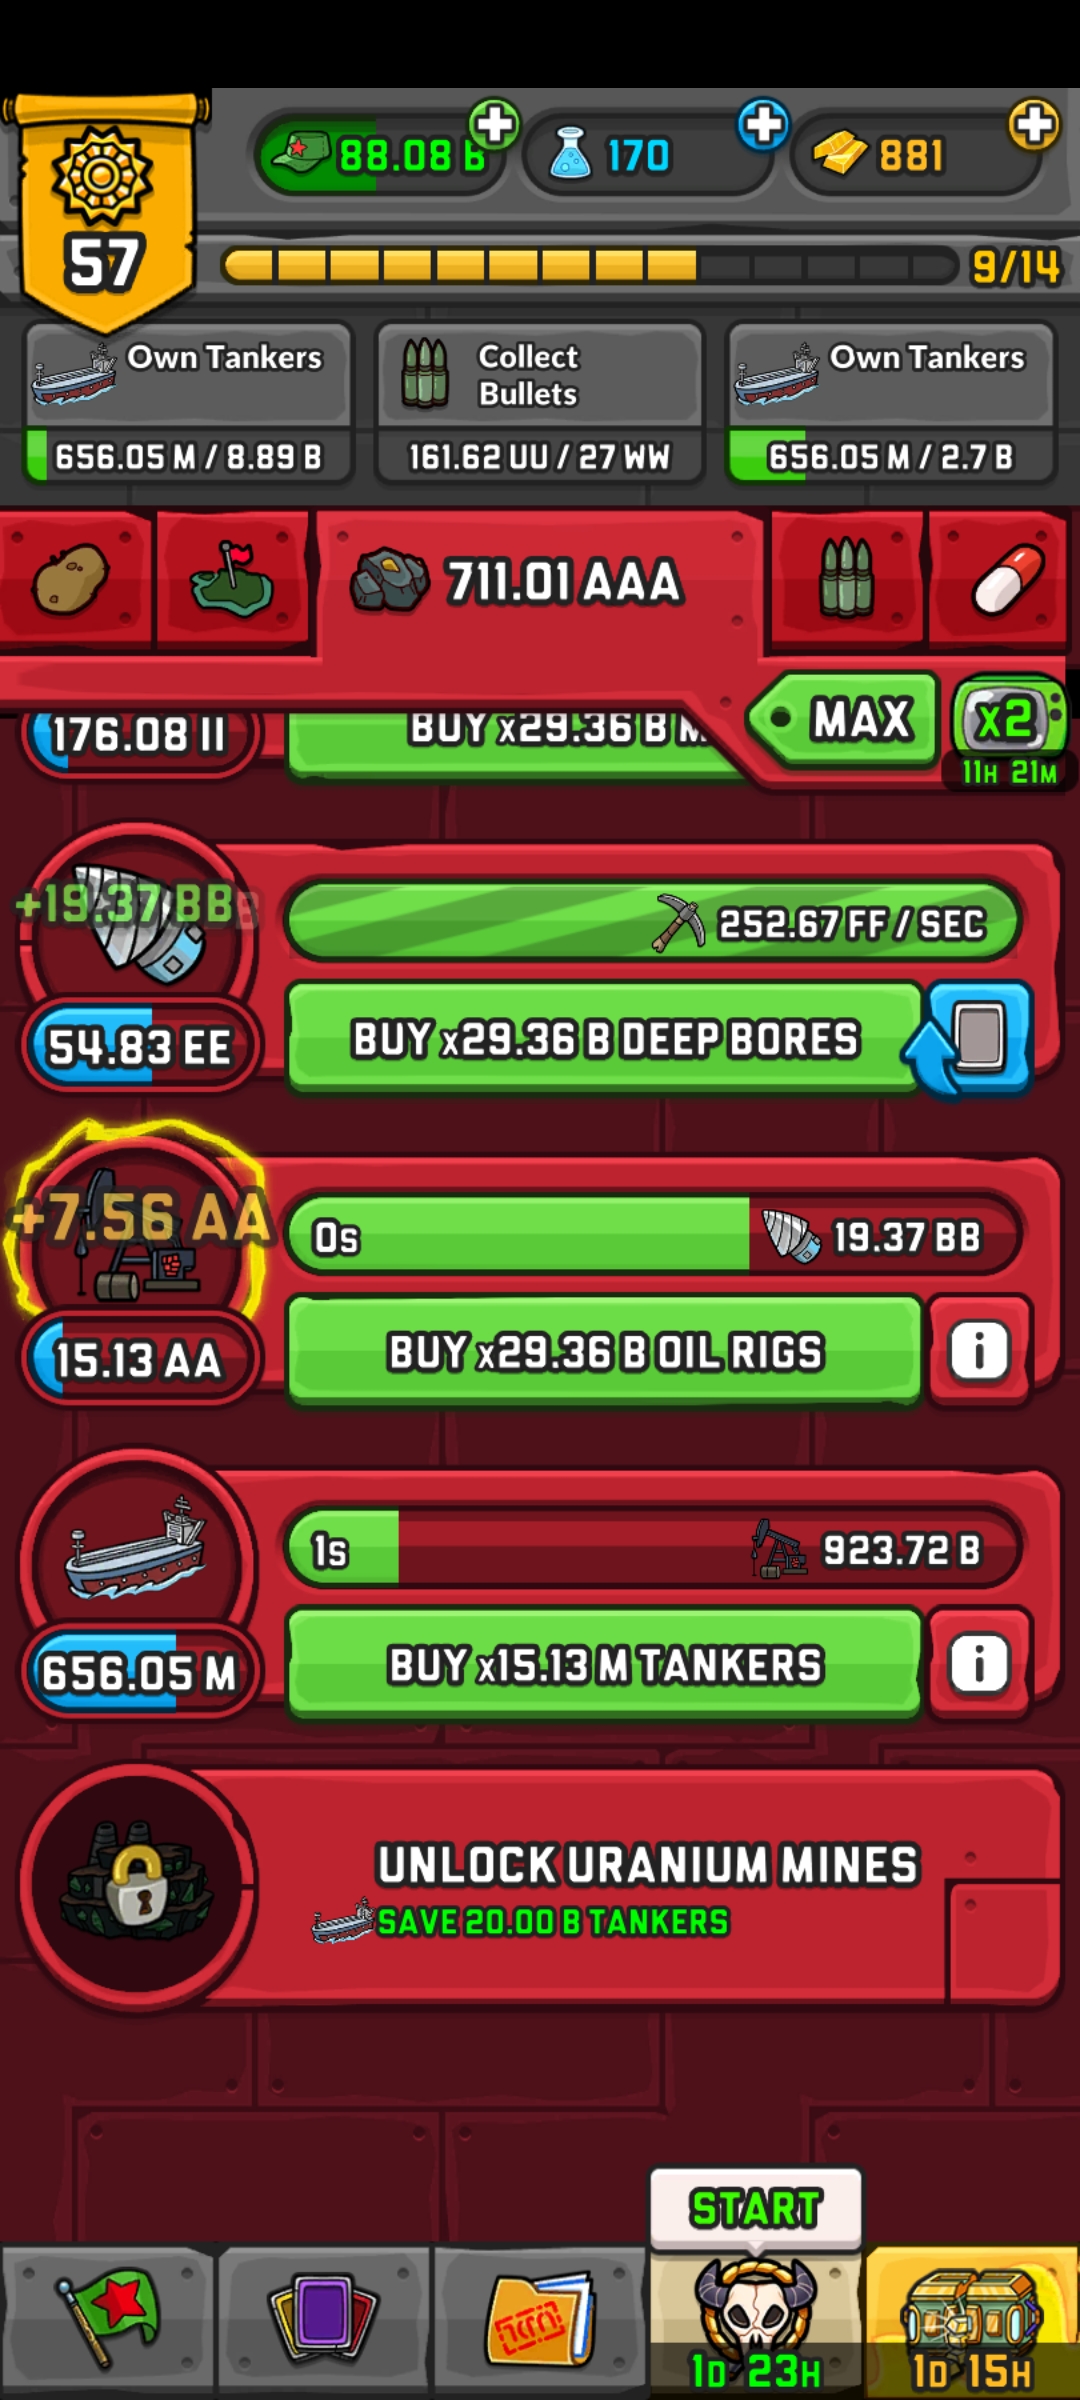 88.08 B
170
881
57
9/14
Own Tankers
656.05 M / 8.89 B
Collect
Bullets
161.62 UU / 27 WW
Own Tankers
656.05 M / 2.7 B
711.01 AAA
MAX
x2
11H 21M
176.08 II
BUY x29.36 B
+19.37 BB
252.67 FF / SEC
54.83 EE
BUY x29.36 B DEEP BORES
+7.56 AA
0s
19.37 BB
15.13 AA
BUY x29.36 B OIL RIGS
i
1s
923.72 B
656.05 M
BUY x15.13 M TANKERS
i
UNLOCK URANIUM MINES
SAVE 20.00 B TANKERS
START
1D 23H
1D 15H